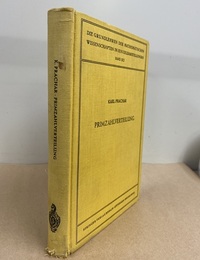 DIE GRUNDLEHREN DER MATHEMATISCHEN
WISSENSCHAFTEN IN EINZELDARSTELLUNGEN
KARL PRACHAR
PRIMZAHLVERTEILUNG
K. PRACHAR · PRIMZAHLVERTEILUNG